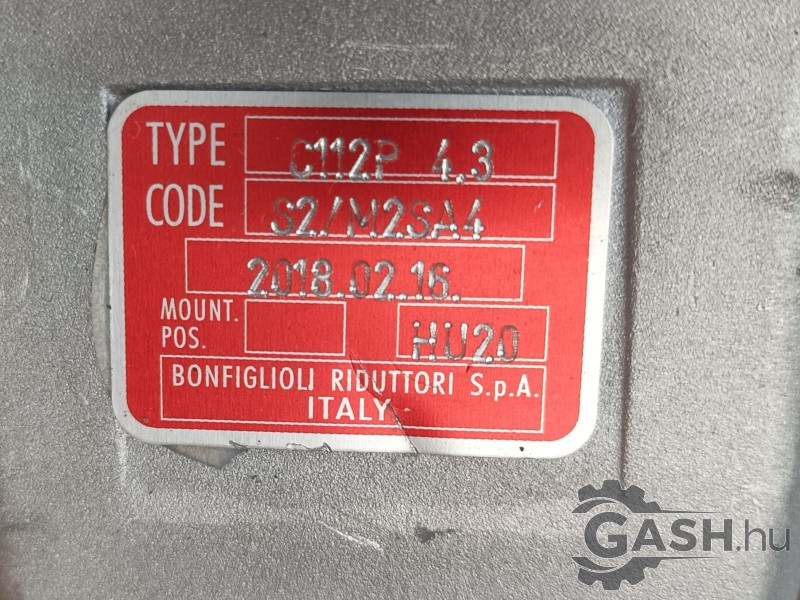 TYPE C112P 4.3
CODE S2/M2SA4
2018.02.16.
MOUNT. POS. HU20
BONFIGLIOLI RIDUTTORI S.p.A.
ITALY
GASH.hu